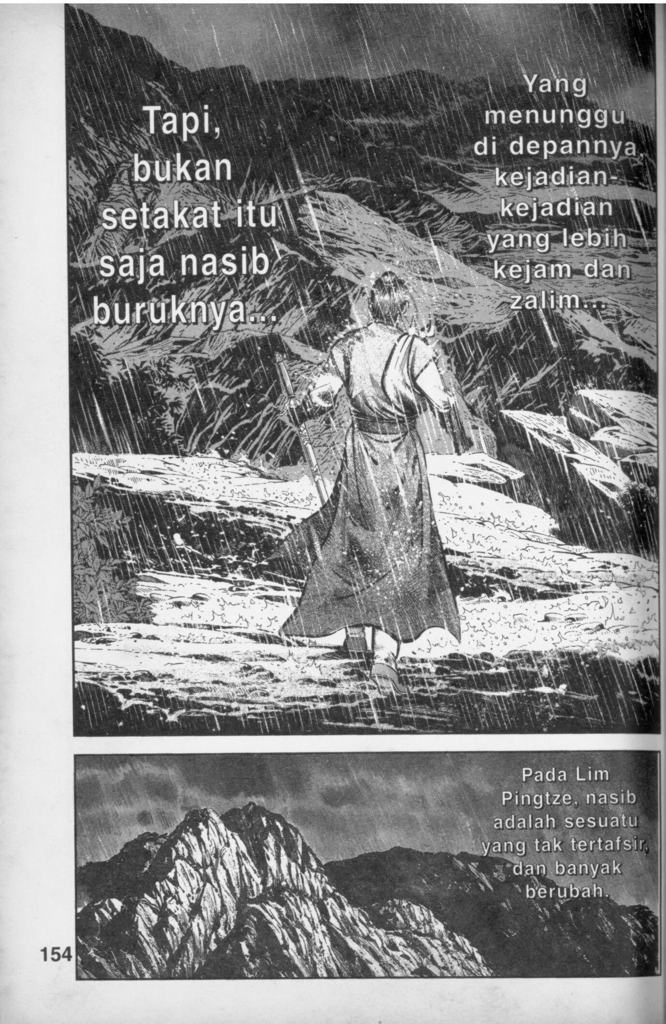 Tapi,
bukan
setakat itu
saja nasib
buruknya...
Yang
menunggu
di depannya,
kejadian-
kejadian
yang lebih
kejam dan
zalim...
Pada Lim
Pingtze, nasib
adalah sesuatu
yang tak tertafsir,
dan banyak
berubah.
154